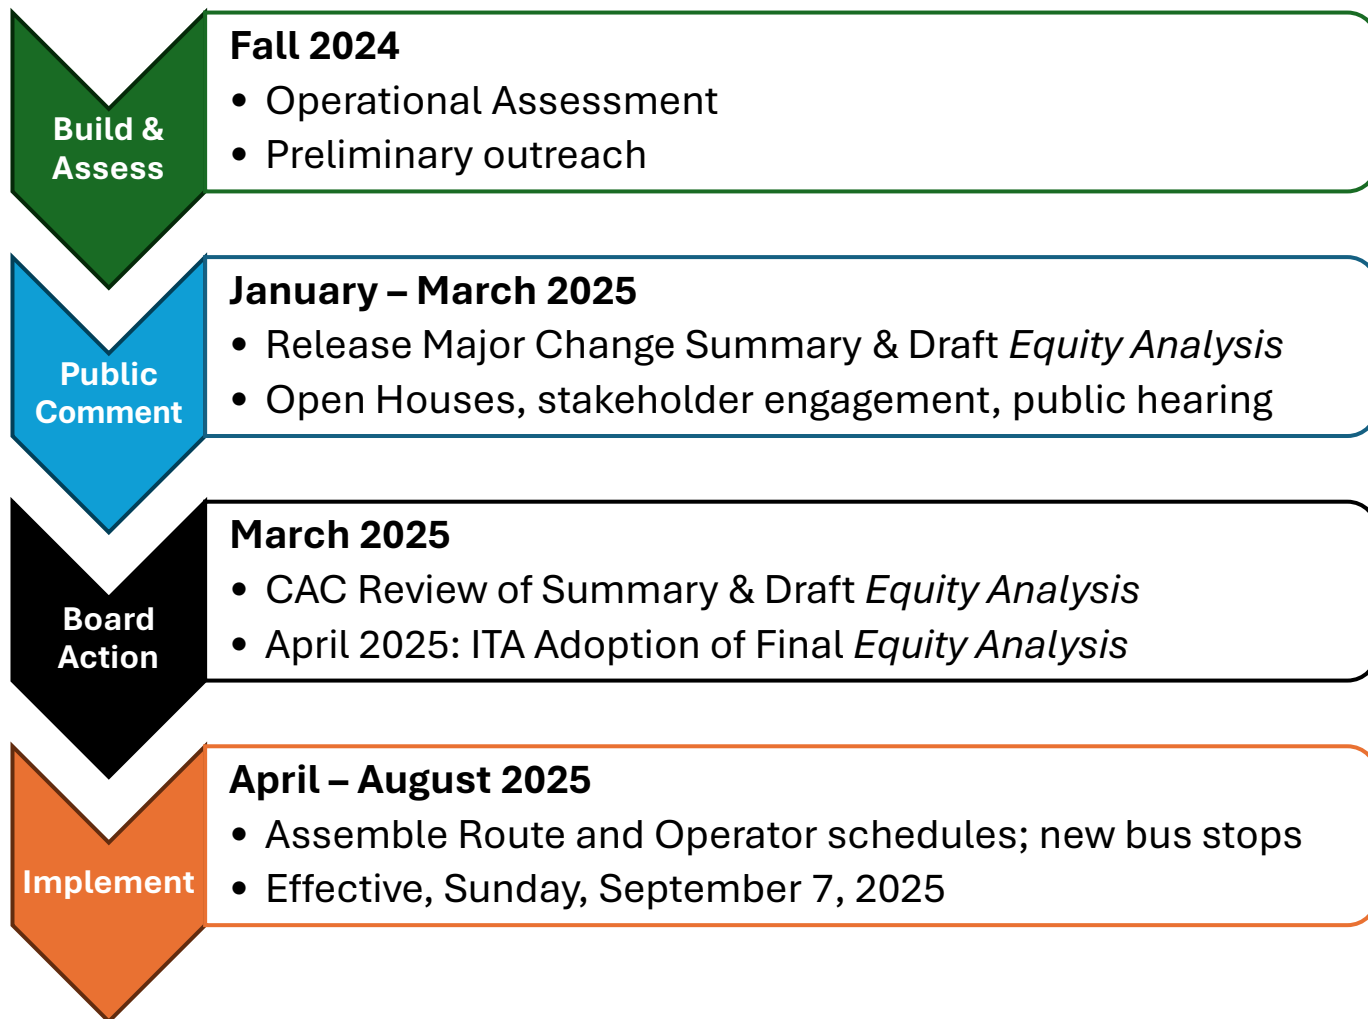 Build &
Assess
Fall 2024
• Operational Assessment
• Preliminary outreach
Public
Comment
January – March 2025
• Release Major Change Summary & Draft Equity Analysis
• Open Houses, stakeholder engagement, public hearing
Board
Action
March 2025
• CAC Review of Summary & Draft Equity Analysis
• April 2025: ITA Adoption of Final Equity Analysis
Implement
April – August 2025
• Assemble Route and Operator schedules; new bus stops
• Effective, Sunday, September 7, 2025